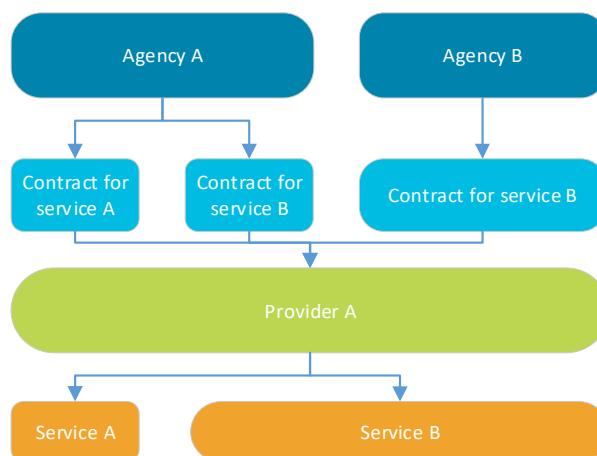 Agency A
Agency B
Contract for
service A
Contract for
service B
Contract for service B
Provider A
Service A
Service B